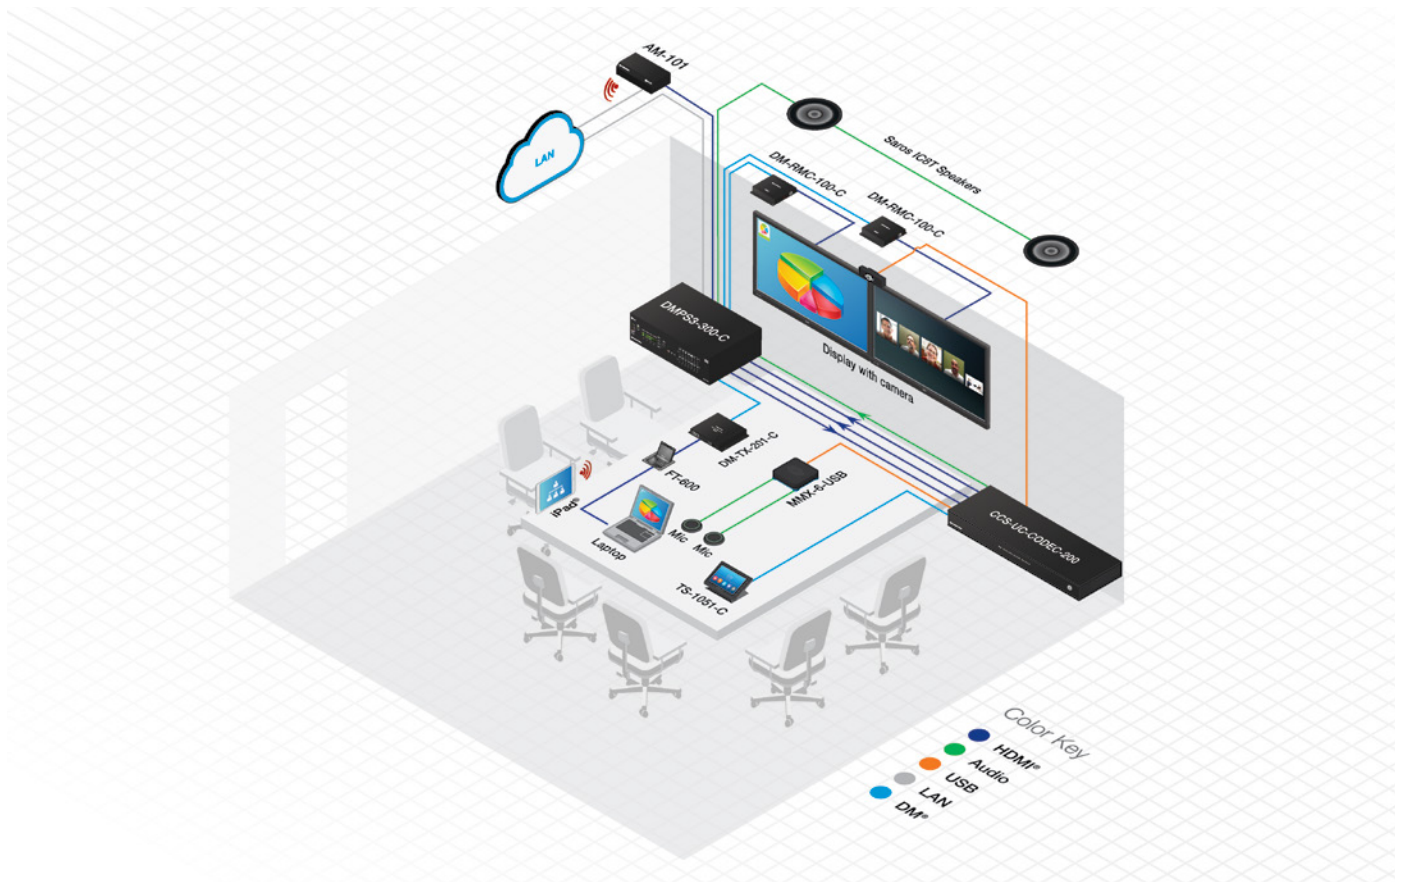 AM-101
LAN
Saros IC8T Speakers
DM-RMC-100-C
DM-RMC-100-C
DMPS3-300-C
Display with camera
DM-TX-201-C
FT-600
MMX-6-USB
iPad®
Laptop
Mic
Mic
TS-1051-C
CCS-UC-CODEC-200
Color Key
HDMI®
Audio
USB
LAN
DM®